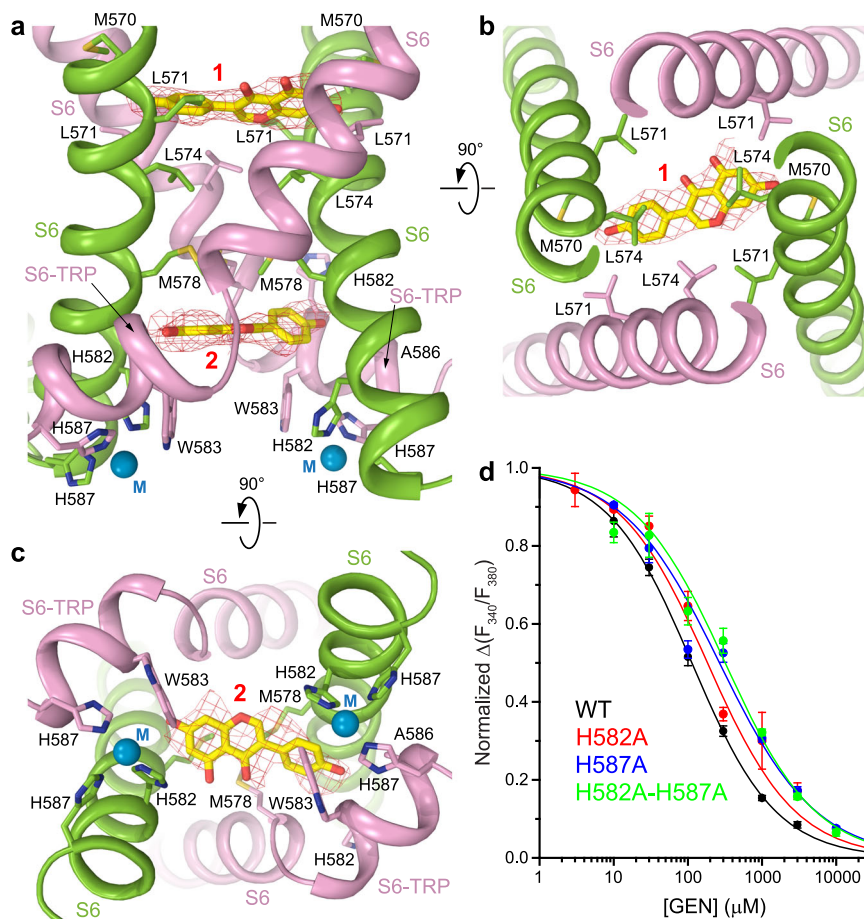 a
M570
S6
L571
1
S6
L571
L571
L571
L574
L574
S6
S6
M578
M578
H582
S6-TRP
S6-TRP
2
H582
A586
W583
H587
W583
H582
H587
M
M
H587
H587
90°
90°
b
S6
L571
L571
1
L574
M570
M570
L574
S6
L574
L571
L571
S6
S6
c
S6
S6
S6-TRP
H582
W583
2
M578
H587
M
M
A586
H587
H587
H587
H582
M578
W583
H582
S6
S6
S6-TRP
d
Normalized Δ(F340/F380)
1.0
0.8
0.6
0.4
0.2
0.0
WT
H582A
H587A
H582A-H587A
1
10
100
1000
10000
[GEN] (μM)